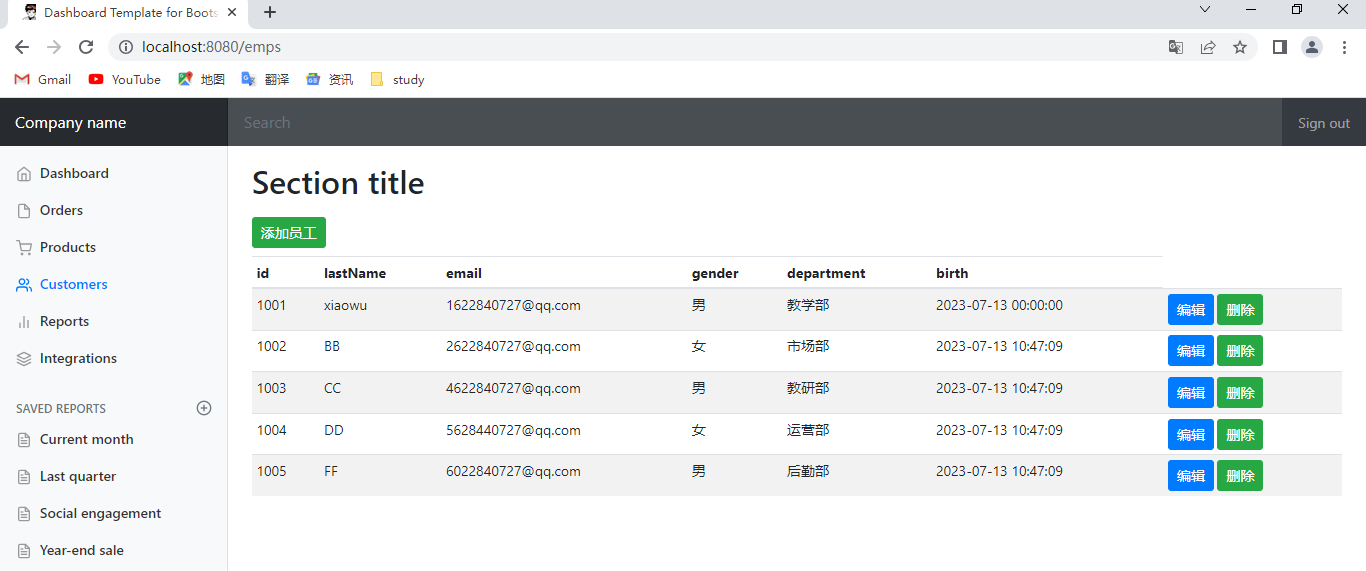 Dashboard Template for Boots
localhost:8080/emps
Gmail YouTube 地图 翻译 资讯 study
Company name Search Sign out
Dashboard
Orders
Products
Customers
Reports
Integrations
SAVED REPORTS
Current month
Last quarter
Social engagement
Year-end sale
Section title
添加员工
id lastName email gender department birth
1001 xiaowu 1622840727@qq.com 男 教学部 2023-07-13 00:00:00 编辑 删除
1002 BB 2622840727@qq.com 女 市场部 2023-07-13 10:47:09 编辑 删除
1003 CC 4622840727@qq.com 男 教研部 2023-07-13 10:47:09 编辑 删除
1004 DD 5628440727@qq.com 女 运营部 2023-07-13 10:47:09 编辑 删除
1005 FF 6022840727@qq.com 男 后勤部 2023-07-13 10:47:09 编辑 删除